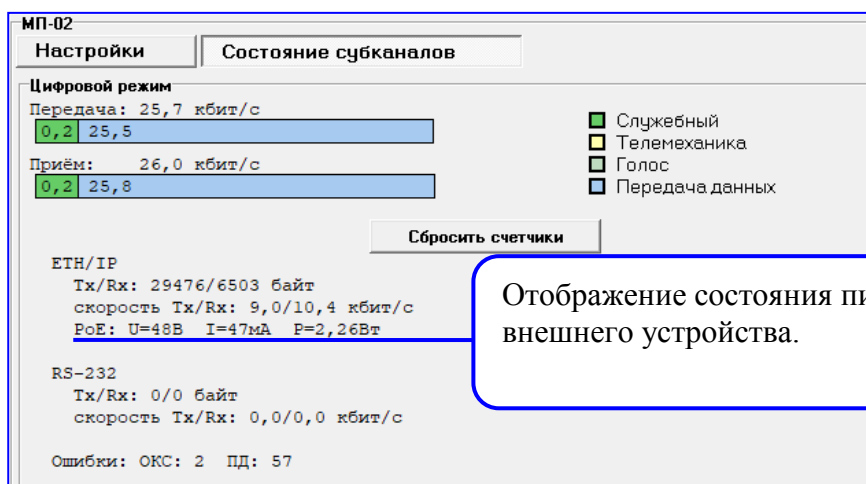 МП-02
Настройки
Состояние субканалов
Цифровой режим
Передача: 25,7 кбит/с
0,2 25,5
Приём: 26,0 кбит/с
0,2 25,8
Служебный
Телемеханика
Голос
Передача данных
Сбросить счетчики
ETH/IP
Tx/Rx: 29476/6503 байт
скорость Tx/Rx: 9,0/10,4 кбит/с
PoE: U=48В I=47мА P=2,26Вт
Отображение состояния
внешнего устройства.
RS-232
Tx/Rx: 0/0 байт
скорость Tx/Rx: 0,0/0,0 кбит/с
Ошибки: ОКС: 2 ПД: 57